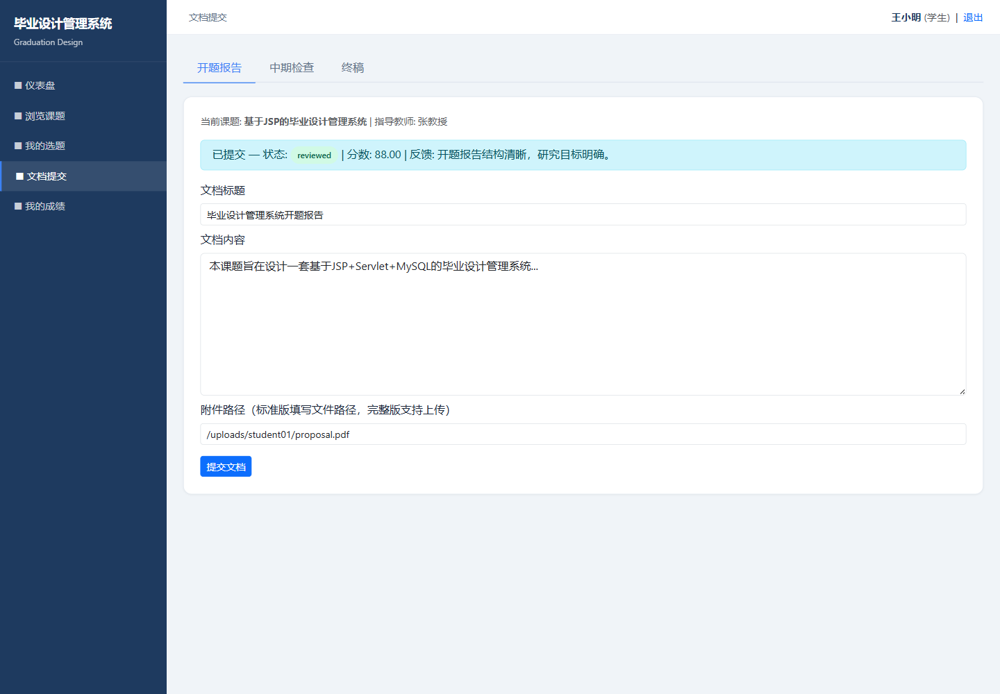 毕业设计管理系统
Graduation Design
仪表盘
浏览课题
我的选题
文档提交
我的成绩
文档提交
王小明 (学生) | 退出
开题报告 中期检查 终稿
当前课题: 基于JSP的毕业设计管理系统 | 指导教师: 张教授
已提交 — 状态: reviewed | 分数: 88.00 | 反馈: 开题报告结构清晰，研究目标明确。
文档标题
毕业设计管理系统开题报告
文档内容
本课题旨在设计一套基于JSP+Servlet+MySQL的毕业设计管理系统...
附件路径（标准版填写文件路径，完整版支持上传）
/uploads/student01/proposal.pdf
提交文档